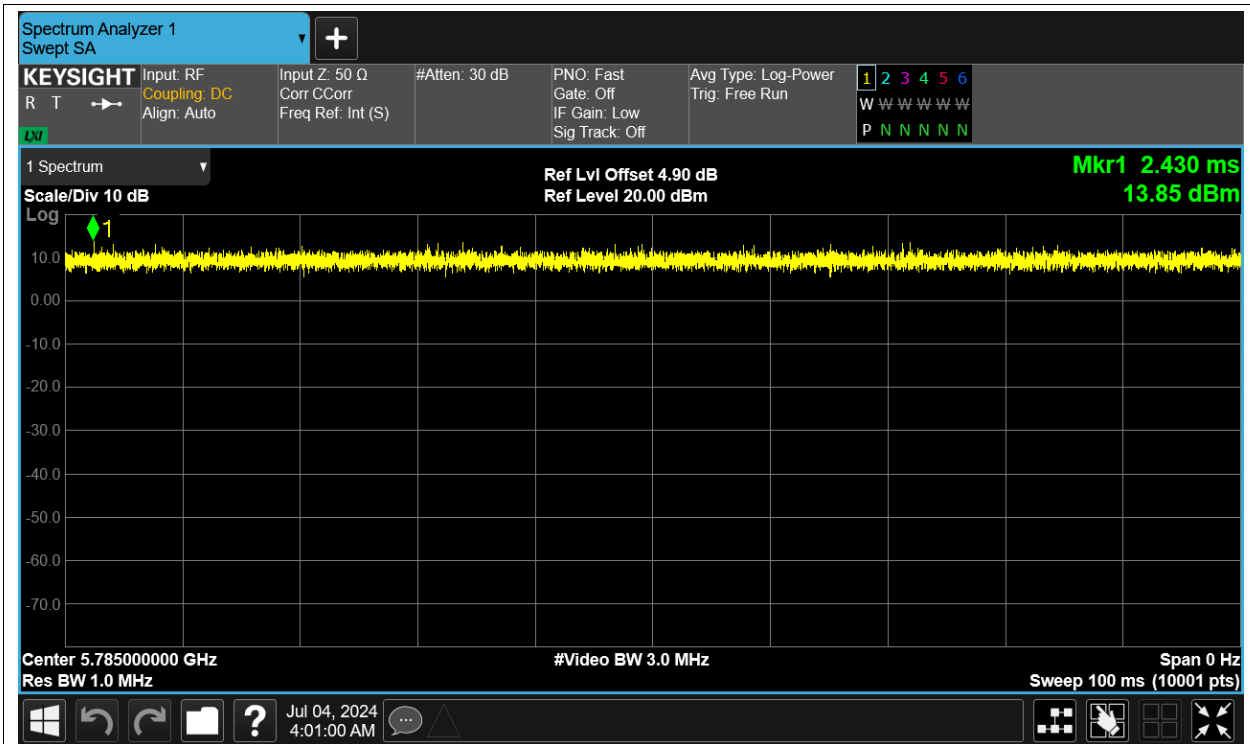 Spectrum Analyzer 1
Swept SA
KEYSIGHT
R T
LXI
Input: RF
Coupling: DC
Align: Auto
Input Z: 50 Ω
Corr CCorr
Freq Ref: Int (S)
#Atten: 30 dB
PNO: Fast
Gate: Off
IF Gain: Low
Sig Track: Off
Avg Type: Log-Power
Trig: Free Run
1 2 3 4 5 6
W W W W W W
P N N N N N
1 Spectrum
Scale/Div 10 dB
Ref Lvl Offset 4.90 dB
Ref Level 20.00 dBm
Mkr1 2.430 ms
13.85 dBm
Log
1
10.0
0.00
-10.0
-20.0
-30.0
-40.0
-50.0
-60.0
-70.0
Center 5.785000000 GHz
#Video BW 3.0 MHz
Span 0 Hz
Res BW 1.0 MHz
Sweep 100 ms (10001 pts)
?
Jul 04, 2024
4:01:00 AM